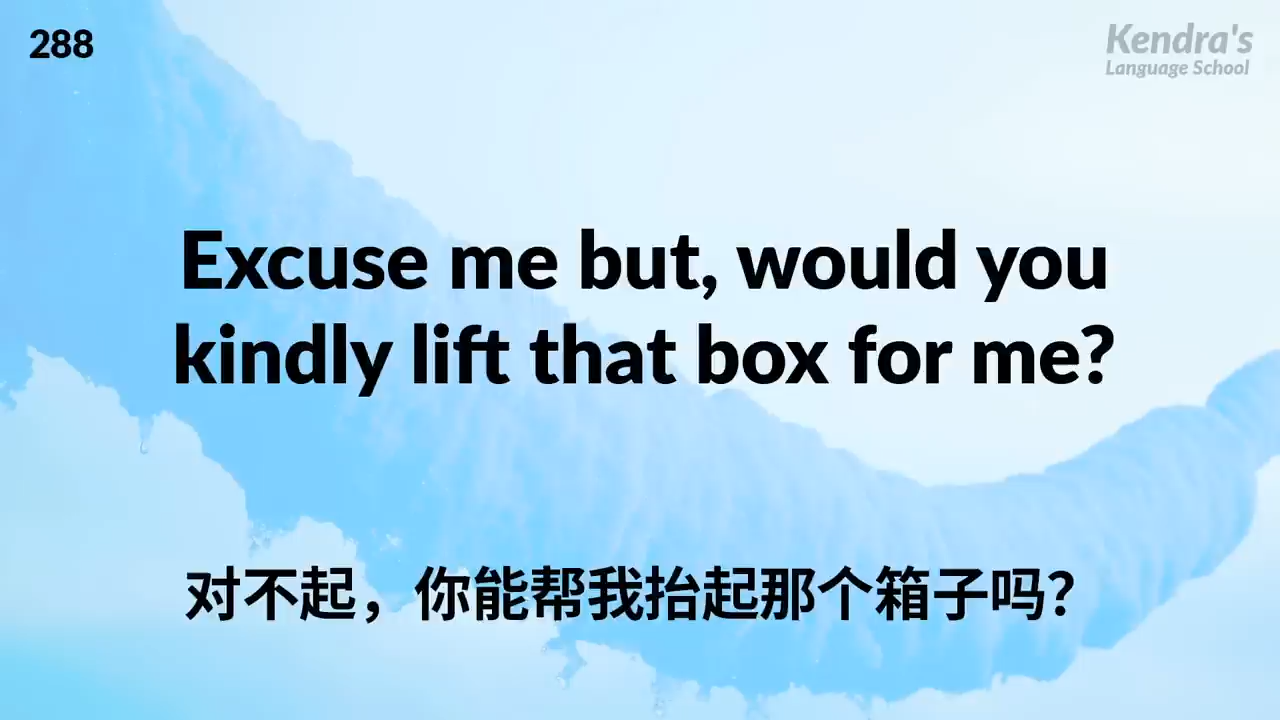 288
Kendra's
Language School
Excuse me but, would you
kindly lift that box for me?
对不起，你能帮我抬起那个箱子吗？